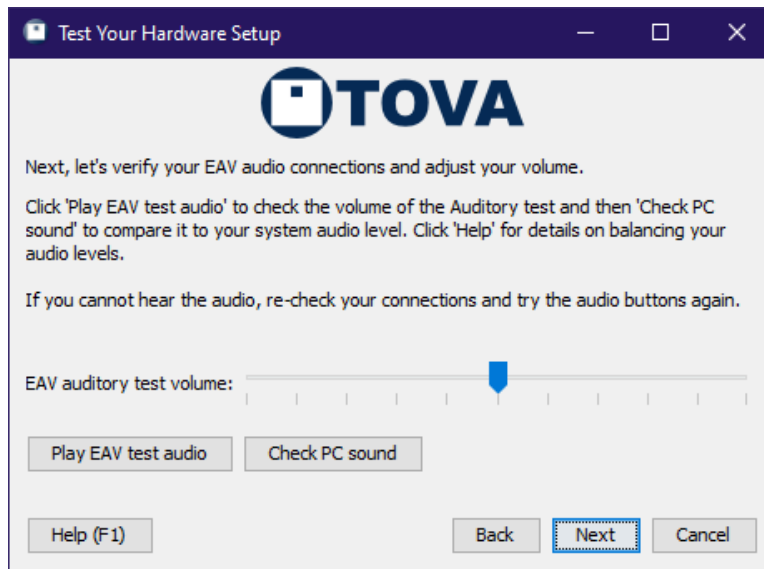 Test Your Hardware Setup
TOVA
Next, let's verify your EAV audio connections and adjust your volume.
Click 'Play EAV test audio' to check the volume of the Auditory test and then 'Check PC
sound' to compare it to your system audio level. Click 'Help' for details on balancing your
audio levels.
If you cannot hear the audio, re-check your connections and try the audio buttons again.
EAV auditory test volume:
Play EAV test audio Check PC sound
Help (F1) Back Next Cancel